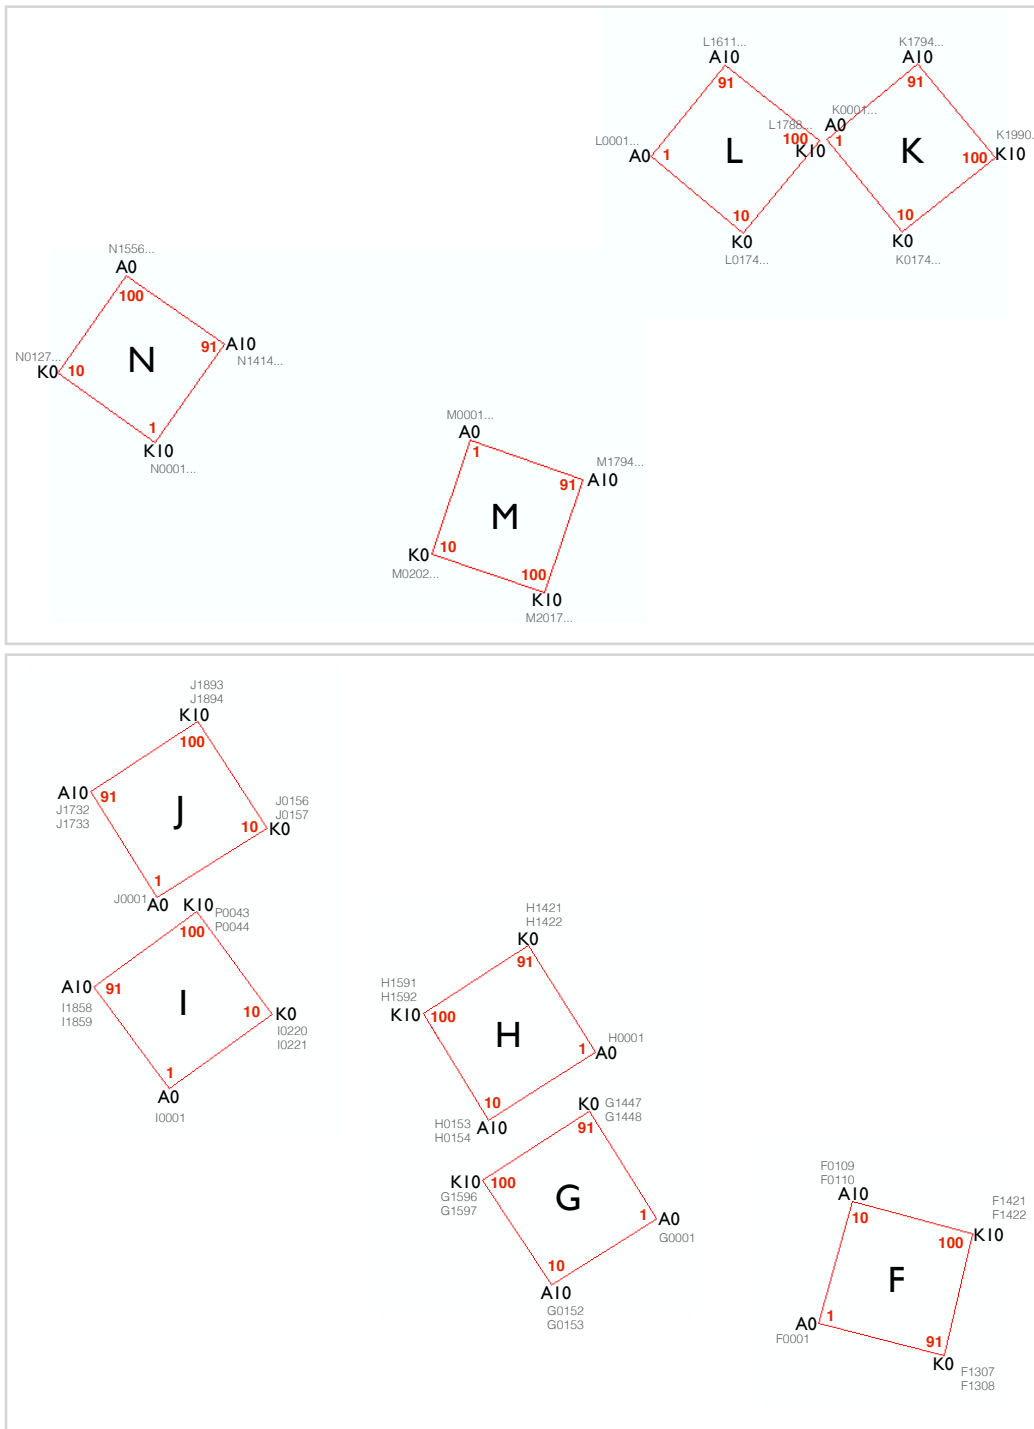 L1611...
A10
91
K1794...
A10
91
L1788...
100
K10
K0001...
A0
1
L0001...
A0
1
L
K
K1990...
100
K10
10
K0
L0174...
10
K0
K0174...
N1556...
A0
100
N0127...
K0
10
N
91
A10
N1414...
1
K10
N0001...
M0001...
A0
1
M1794...
91
A10
M
K0
10
M0202...
100
K10
M2017...
J1893
J1894
K10
100
A10
91
J1732
J1733
J
J0156
J0157
10
K0
1
J0001
A0
K10
P0043
P0044
100
A10
91
I1858
I1859
I
10
K0
I0220
I0221
1
A0
I0001
H1421
H1422
K0
91
H1591
H1592
K10
100
H
H0001
1
A0
10
H0153
H0154
A10
K0
G1447
G1448
91
K10
100
G1596
G1597
G
1
A0
G0001
10
A10
G0152
G0153
F0109
F0110
A10
10
F1421
F1422
K10
100
F
A0
1
F0001
91
K0
F1307
F1308